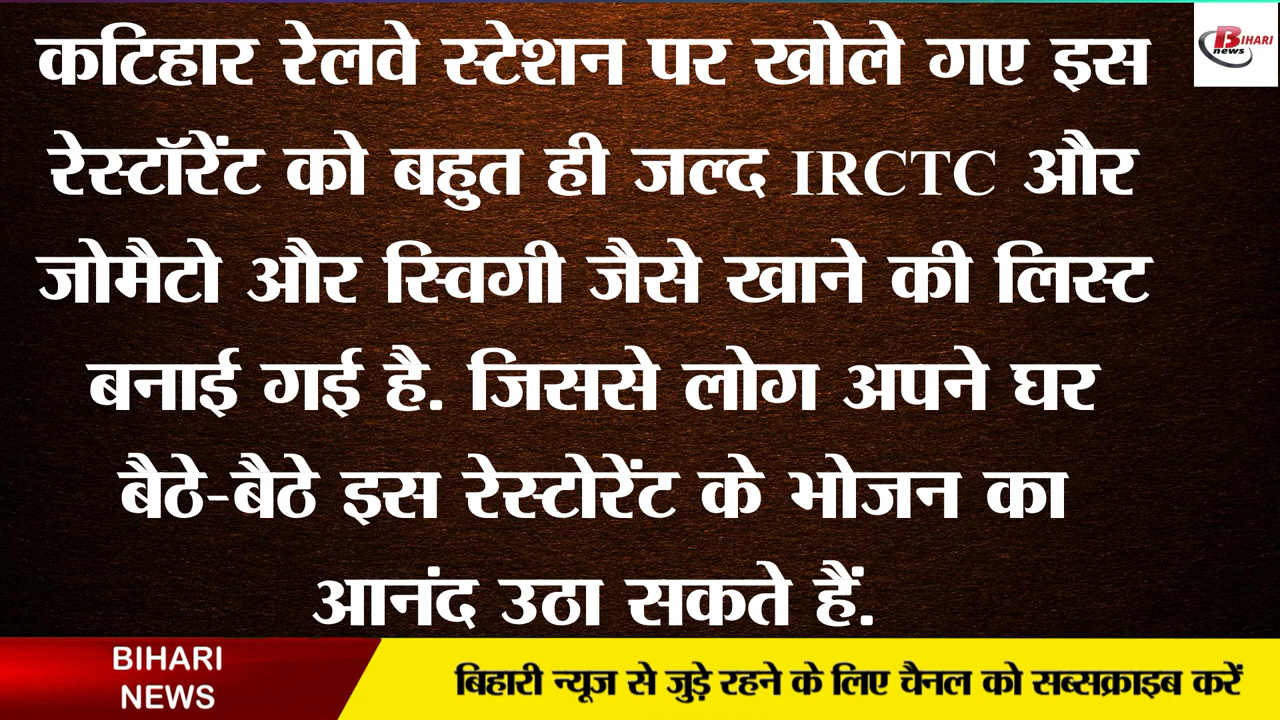 कटिहार रेलवे स्टेशन पर खोले गए इस
रेस्टॉरेंट को बहुत ही जल्द IRCTC और
जोमैटो और स्विगी जैसे खाने की लिस्ट
बनाई गई है. जिससे लोग अपने घर
बैठे-बैठे इस रेस्टोरेंट के भोजन का
आनंद उठा सकते हैं.
BIHARI
news
BIHARI
NEWS
बिहारी न्यूज से जुड़े रहने के लिए चैनल को सब्सक्राइब करें